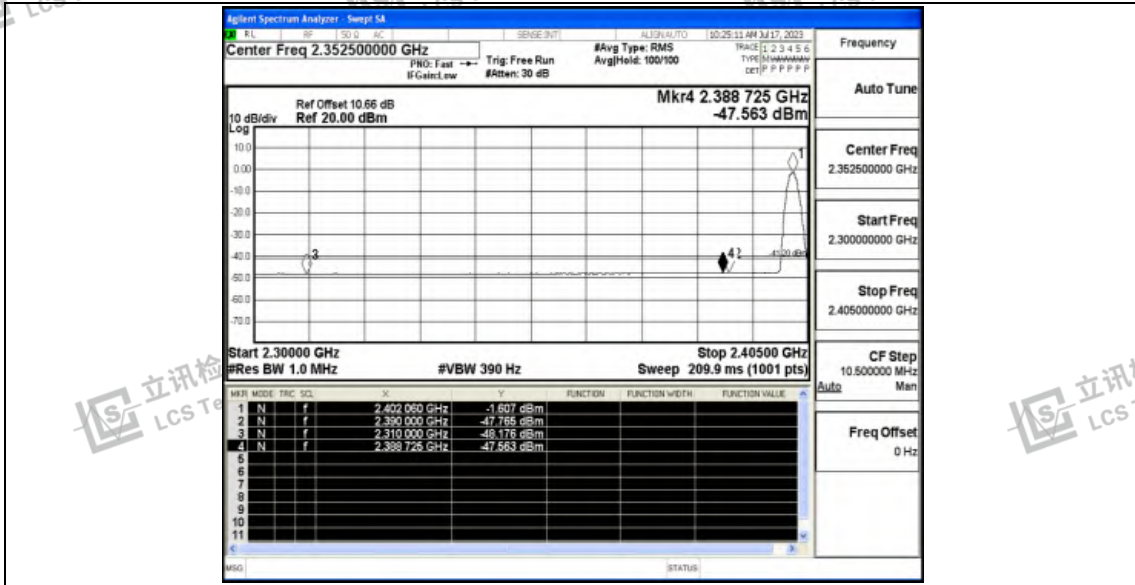 Agilent Spectrum Analyzer - Swept SA
RL RF 50 Ω AC SENSE:INT ALIGNAUTO 10:25:11 AM Jul 17, 2023
Center Freq 2.352500000 GHz
PNO: Fast
IFGain:Low
Trig: Free Run
#Atten: 30 dB
#Avg Type: RMS
Avg|Hold: 100/100
TRACE 1 2 3 4 5 6
TYPE
DET P P P P P P
Ref Offset 10.66 dB
10 dB/div Ref 20.00 dBm
Log
Mkr4 2.388 725 GHz
-47.563 dBm
10.0
0.00
-10.0
-20.0
-30.0
-40.0
-50.0
-60.0
-70.0
1
3
4 2
-41.20 dBm
Start 2.30000 GHz Stop 2.40500 GHz
#Res BW 1.0 MHz #VBW 390 Hz Sweep 209.9 ms (1001 pts)
MKR MODE TRC SCL X Y FUNCTION FUNCTION WIDTH FUNCTION VALUE
1 N f 2.402 060 GHz -1.607 dBm
2 N f 2.390 000 GHz -47.765 dBm
3 N f 2.310 000 GHz -48.176 dBm
4 N f 2.388 725 GHz -47.563 dBm
5
6
7
8
9
10
11
MSG STATUS
Frequency
Auto Tune
Center Freq
2.352500000 GHz
Start Freq
2.300000000 GHz
Stop Freq
2.405000000 GHz
CF Step
10.500000 MHz
Auto Man
Freq Offset
0 Hz
立讯检
LCS Te
立讯
LCS T